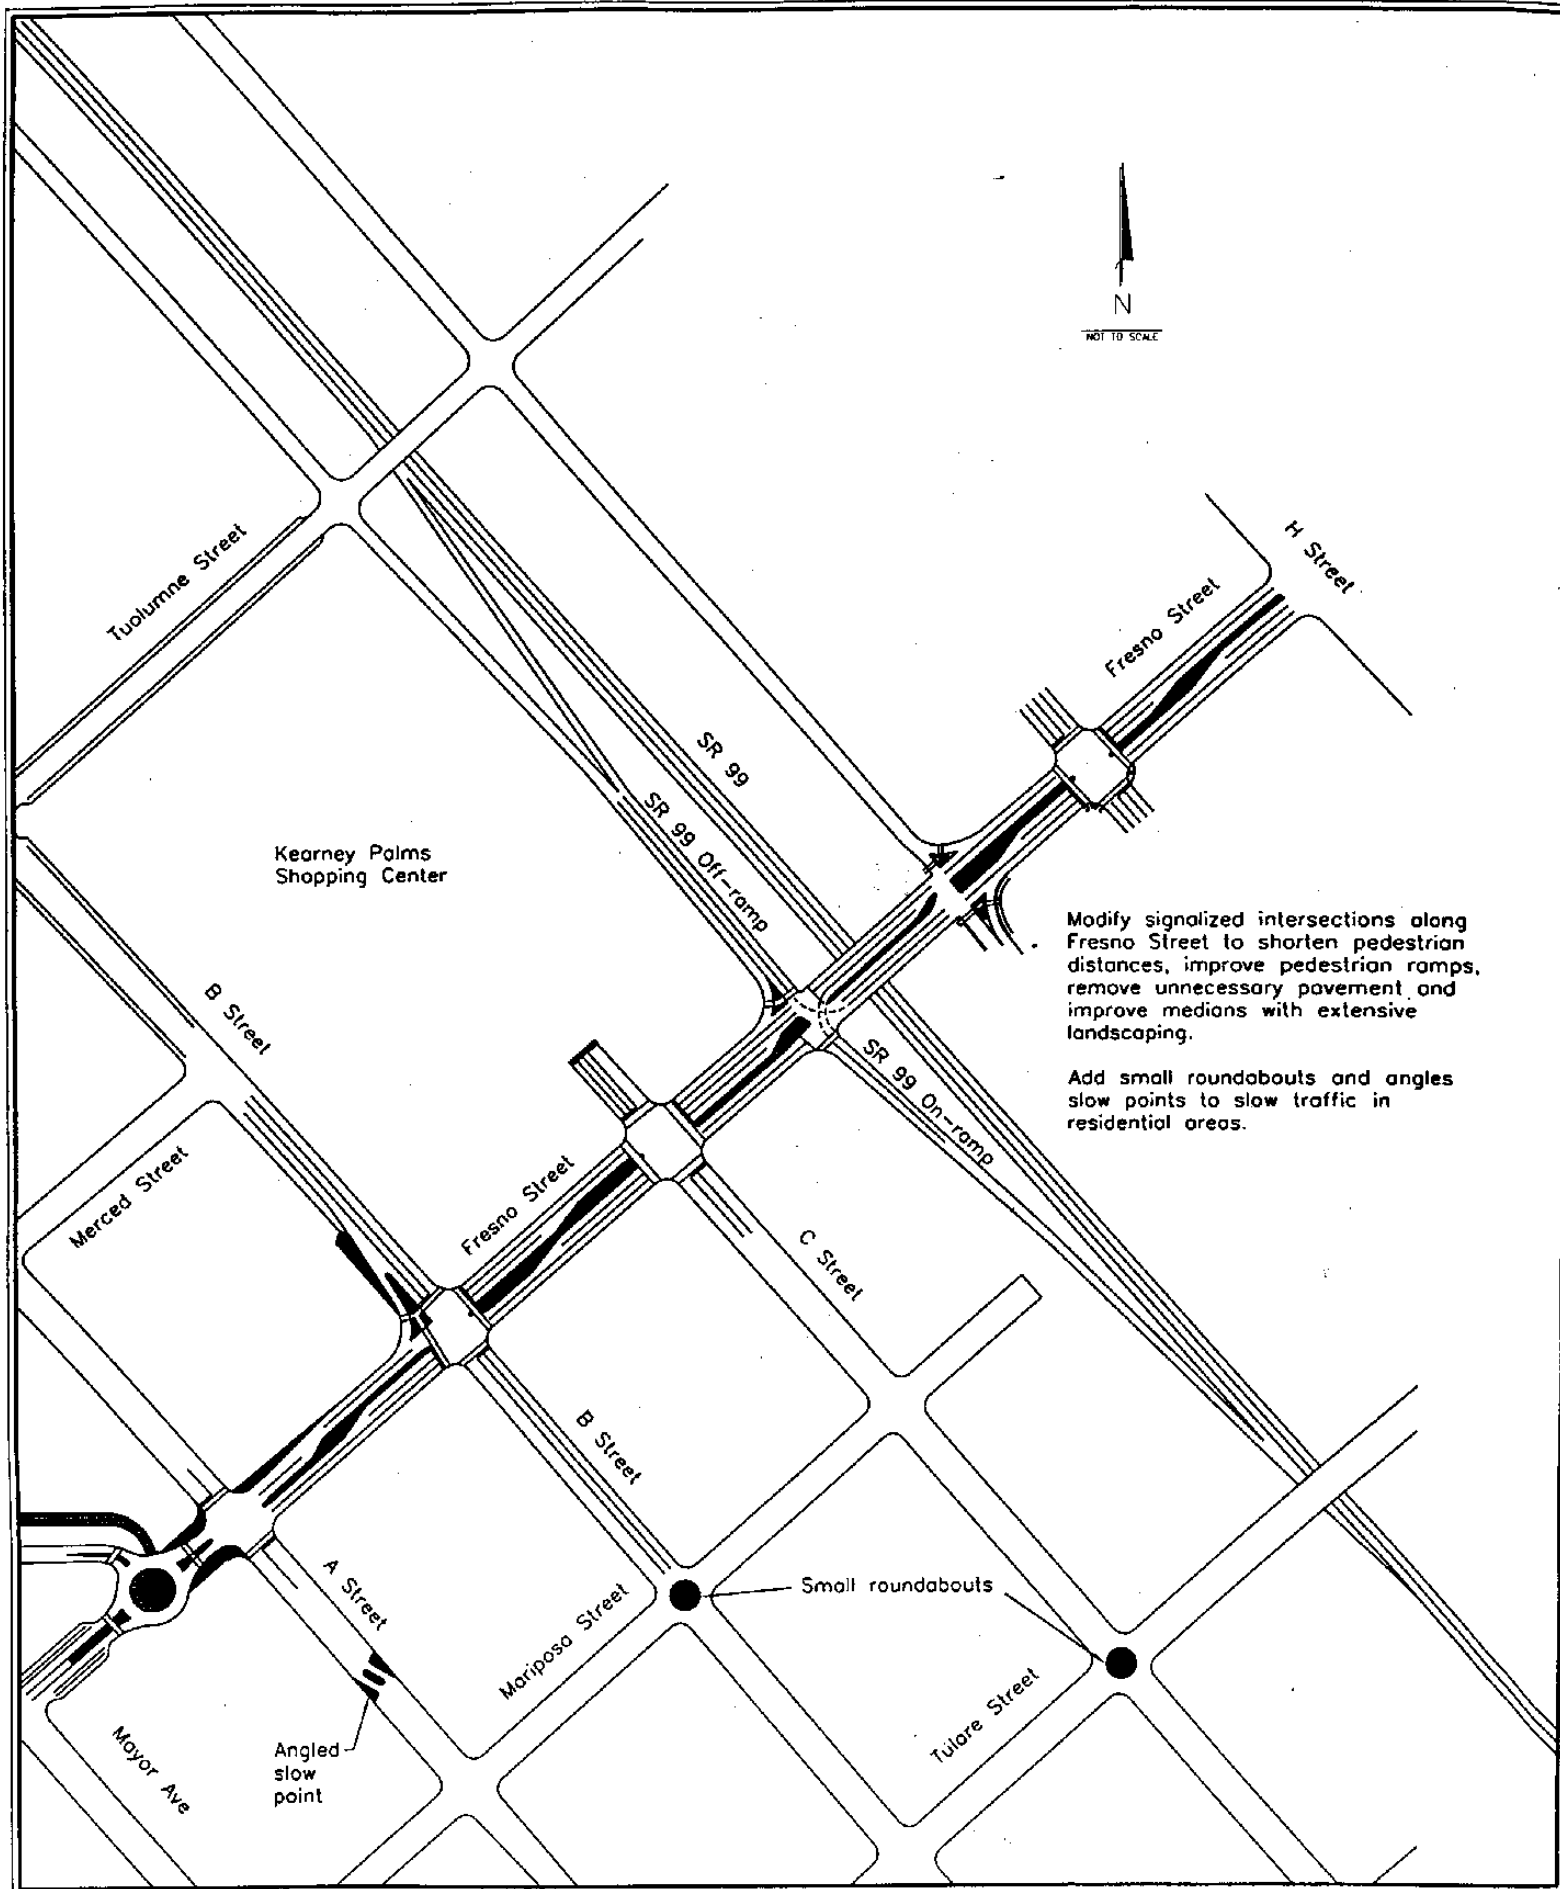 N
NOT TO SCALE
H Street
Fresno Street
Tuolumne Street
SR 99
SR 99 Off-ramp
Kearney Palms
Shopping Center
Modify signalized intersections along
Fresno Street to shorten pedestrian
distances, improve pedestrian ramps,
remove unnecessary pavement and
improve medians with extensive
landscaping.
Add small roundabouts and angles
slow points to slow traffic in
residential areas.
B Street
SR 99 On-ramp
Merced Street
Fresno Street
C Street
B Street
A Street
Small roundabouts
Mariposa Street
Tulare Street
Mayor Ave
Angled
slow
point